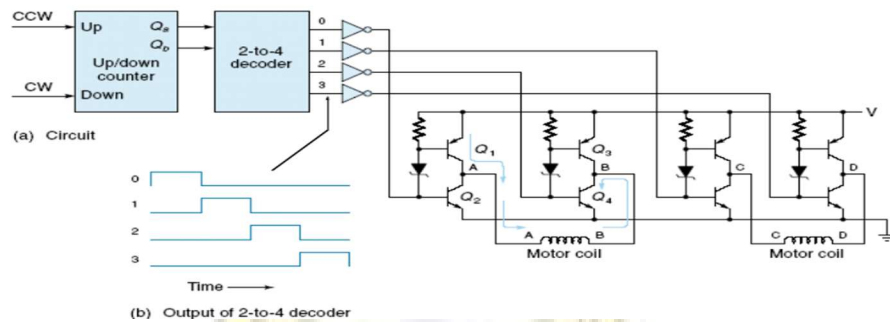 CCW
Up
Qa
Qb
Up/down
counter
CW
Down
2-to-4
decoder
0
1
2
3
(a) Circuit
V
Q1
Q2
A
Q3
Q4
B
C
D
A
B
Motor coil
C
D
Motor coil
0
1
2
3
Time
(b) Output of 2-to-4 decoder